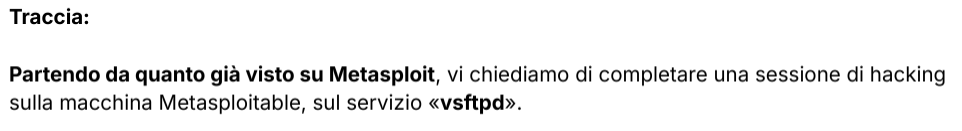 Traccia:
Partendo da quanto già visto su Metasploit, vi chiediamo di completare una sessione di hacking
sulla macchina Metasploitable, sul servizio «vsftpd».